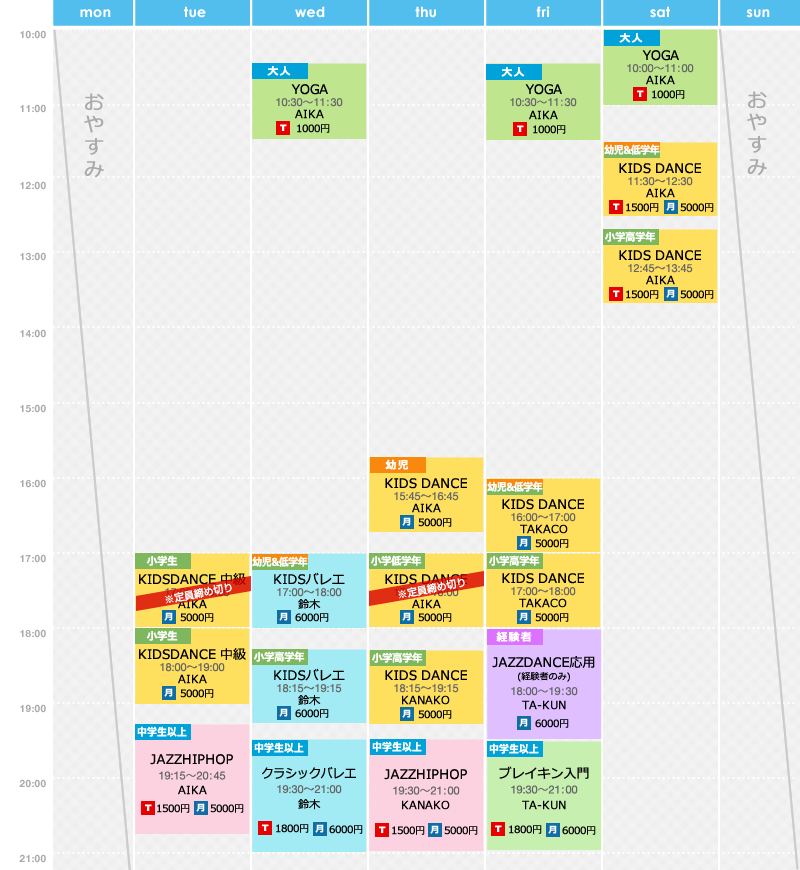 mon
tue
wed
thu
fri
sat
sun
10:00
11:00
12:00
13:00
14:00
15:00
16:00
17:00
18:00
19:00
20:00
21:00
おやすみ
小学生
KIDSDANCE 中級
※定員締め切り
AIKA
月 5000円
小学生
KIDSDANCE 中級
18:00〜19:00
AIKA
月 5000円
中学生以上
JAZZHIPHOP
19:15〜20:45
AIKA
T 1500円 月 5000円
大人
YOGA
10:30〜11:30
AIKA
T 1000円
幼児&低学年
KIDSバレエ
17:00〜18:00
鈴木
月 6000円
小学高学年
KIDSバレエ
18:15〜19:15
鈴木
月 6000円
中学生以上
クラシックバレエ
19:30〜21:00
鈴木
T 1800円 月 6000円
幼児
KIDS DANCE
15:45〜16:45
AIKA
月 5000円
小学低学年
KIDS DANCE
※定員締め切り
AIKA
月 5000円
小学高学年
KIDS DANCE
18:15〜19:15
KANAKO
月 5000円
中学生以上
JAZZHIPHOP
19:30〜21:00
KANAKO
T 1500円 月 5000円
大人
YOGA
10:30〜11:30
AIKA
T 1000円
幼児&低学年
KIDS DANCE
16:00〜17:00
TAKACO
月 5000円
小学高学年
KIDS DANCE
17:00〜18:00
TAKACO
月 5000円
経験者
JAZZDANCE応用
(経験者のみ)
18:00〜19:30
TA-KUN
月 6000円
中学生以上
ブレイキン入門
19:30〜21:00
TA-KUN
T 1800円 月 6000円
大人
YOGA
10:00〜11:00
AIKA
T 1000円
幼児&低学年
KIDS DANCE
11:30〜12:30
AIKA
T 1500円 月 5000円
小学高学年
KIDS DANCE
12:45〜13:45
AIKA
T 1500円 月 5000円
おやすみ